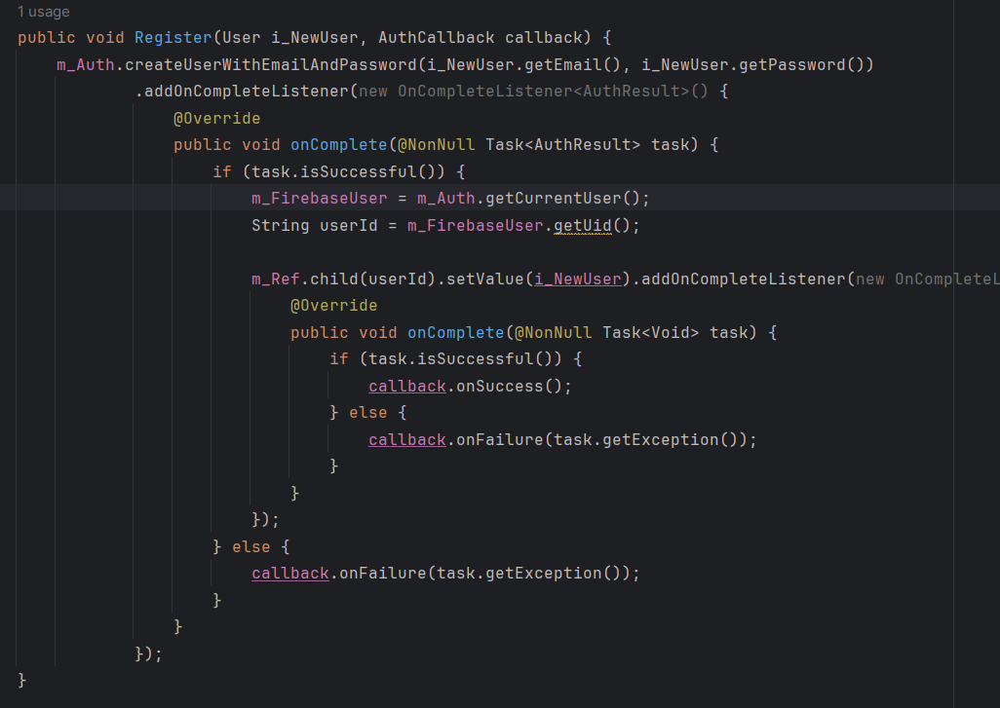 1 usage
public void Register(User i_NewUser, AuthCallback callback) {
    m_Auth.createUserWithEmailAndPassword(i_NewUser.getEmail(), i_NewUser.getPassword())
            .addOnCompleteListener(new OnCompleteListener<AuthResult>() {
                @Override
                public void onComplete(@NonNull Task<AuthResult> task) {
                    if (task.isSuccessful()) {
                        m_FirebaseUser = m_Auth.getCurrentUser();
                        String userId = m_FirebaseUser.getUid();

                        m_Ref.child(userId).setValue(i_NewUser).addOnCompleteListener(new OnCompleteL
                            @Override
                            public void onComplete(@NonNull Task<Void> task) {
                                if (task.isSuccessful()) {
                                    callback.onSuccess();
                                } else {
                                    callback.onFailure(task.getException());
                                }
                            }
                        });
                    } else {
                        callback.onFailure(task.getException());
                    }
                }
            });
}